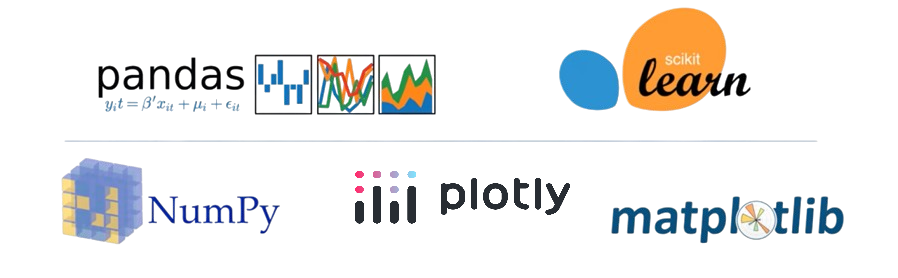 pandas
yᵢt = β′xᵢₜ + μᵢ + ϵᵢₜ
scikit
learn
NumPy
plotly
matplotlib